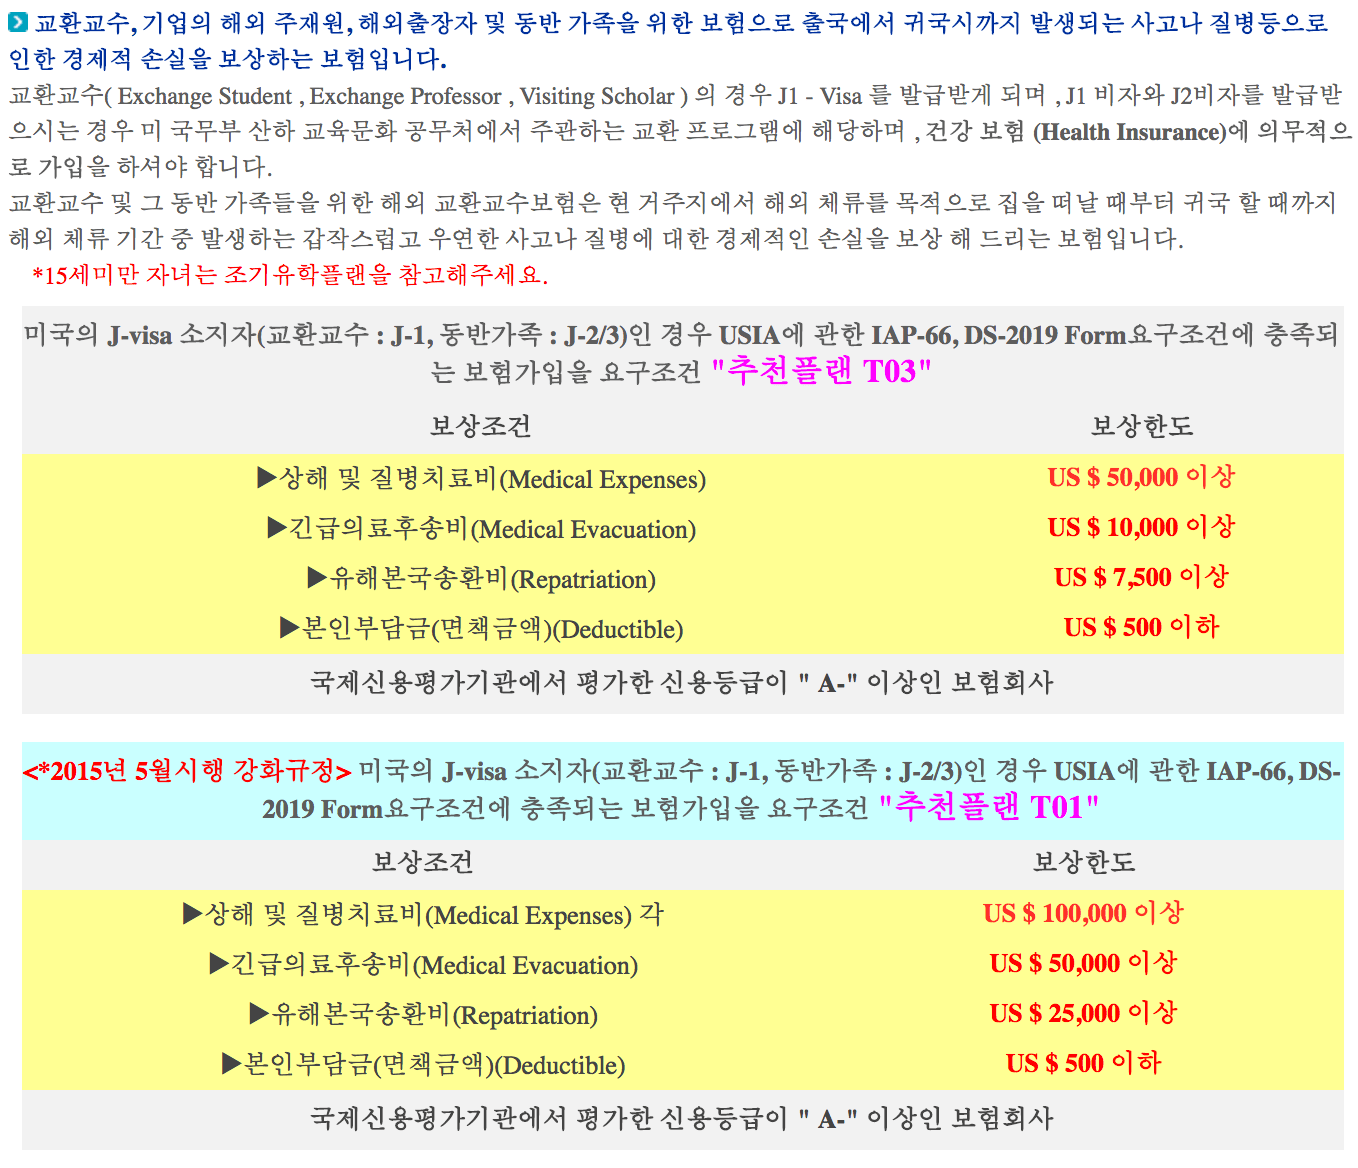 교환교수, 기업의 해외 주재원, 해외출장자 및 동반 가족을 위한 보험으로 출국에서 귀국시까지 발생되는 사고나 질병등으로
인한 경제적 손실을 보상하는 보험입니다.
교환교수( Exchange Student , Exchange Professor , Visiting Scholar ) 의 경우 J1 - Visa 를 발급받게 되며 , J1 비자와 J2비자를 발급받
으시는 경우 미 국무부 산하 교육문화 공무처에서 주관하는 교환 프로그램에 해당하며 , 건강 보험 (Health Insurance)에 의무적으
로 가입을 하셔야 합니다.
교환교수 및 그 동반 가족들을 위한 해외 교환교수보험은 현 거주지에서 해외 체류를 목적으로 집을 떠날 때부터 귀국 할 때까지
해외 체류 기간 중 발생하는 갑작스럽고 우연한 사고나 질병에 대한 경제적인 손실을 보상 해 드리는 보험입니다.
*15세미만 자녀는 조기유학플랜을 참고해주세요.
미국의 J-visa 소지자(교환교수 : J-1, 동반가족 : J-2/3)인 경우 USIA에 관한 IAP-66, DS-2019 Form요구조건에 충족되
는 보험가입을 요구조건 "추천플랜 T03"
보상조건 보상한도
▶상해 및 질병치료비(Medical Expenses) US $ 50,000 이상
▶긴급의료후송비(Medical Evacuation) US $ 10,000 이상
▶유해본국송환비(Repatriation) US $ 7,500 이상
▶본인부담금(면책금액)(Deductible) US $ 500 이하
국제신용평가기관에서 평가한 신용등급이 " A-" 이상인 보험회사
<*2015년 5월시행 강화규정> 미국의 J-visa 소지자(교환교수 : J-1, 동반가족 : J-2/3)인 경우 USIA에 관한 IAP-66, DS-
2019 Form요구조건에 충족되는 보험가입을 요구조건 "추천플랜 T01"
보상조건 보상한도
▶상해 및 질병치료비(Medical Expenses) 각 US $ 100,000 이상
▶긴급의료후송비(Medical Evacuation) US $ 50,000 이상
▶유해본국송환비(Repatriation) US $ 25,000 이상
▶본인부담금(면책금액)(Deductible) US $ 500 이하
국제신용평가기관에서 평가한 신용등급이 " A-" 이상인 보험회사